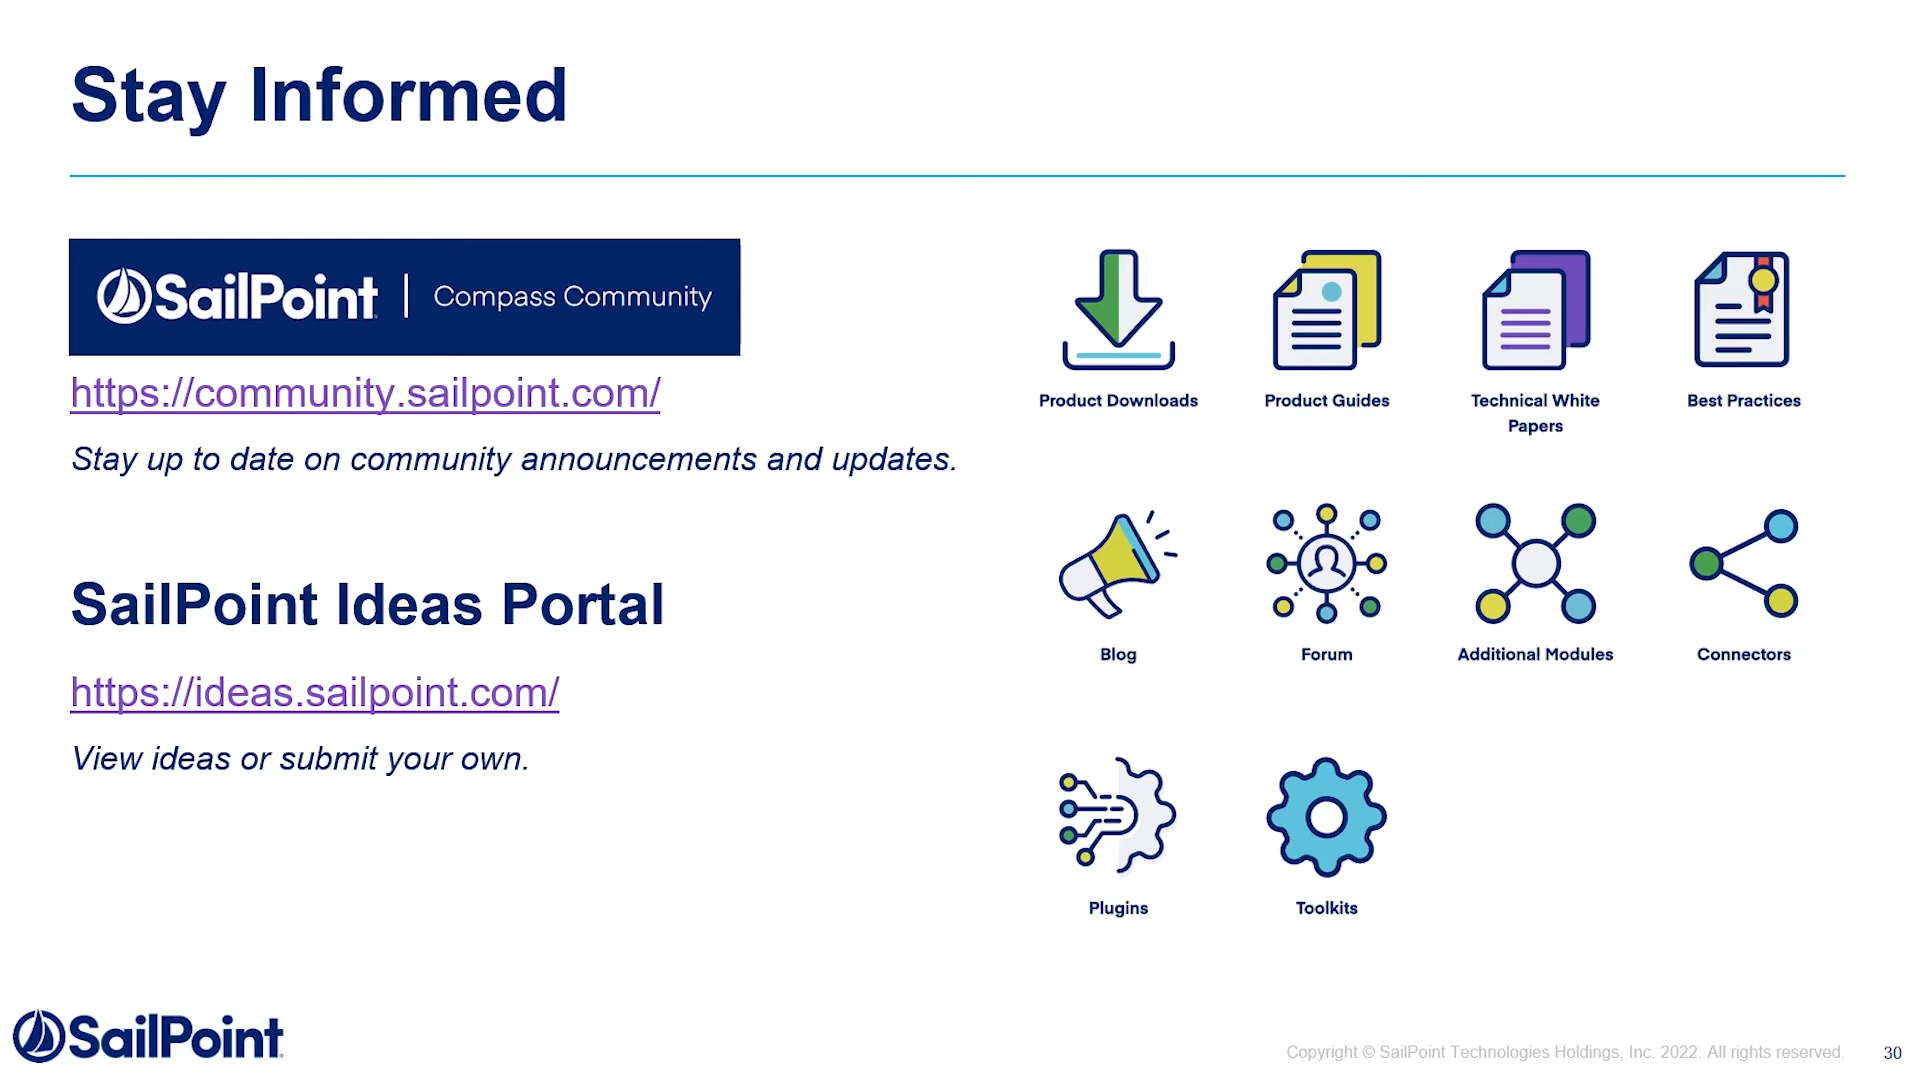 Stay Informed
SailPoint | Compass Community
https://community.sailpoint.com/
Stay up to date on community announcements and updates.
SailPoint Ideas Portal
https://ideas.sailpoint.com/
View ideas or submit your own.
Product Downloads
Product Guides
Technical White
Papers
Best Practices
Blog
Forum
Additional Modules
Connectors
Plugins
Toolkits
SailPoint
Copyright © SailPoint Technologies Holdings, Inc. 2022. All rights reserved.
30